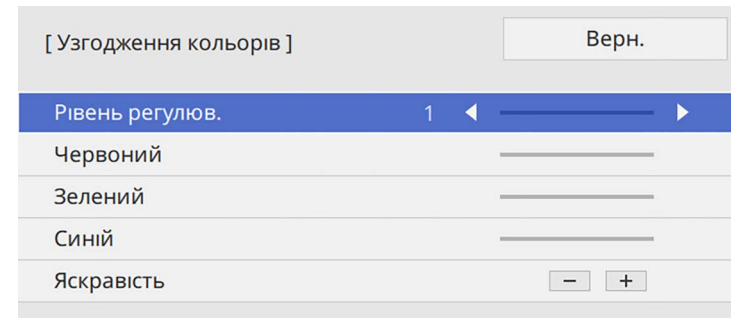 [ Узгодження кольорів ]
Верн.
Рівень регулюв. 1
Червоний
Зелений
Синій
Яскравість − +